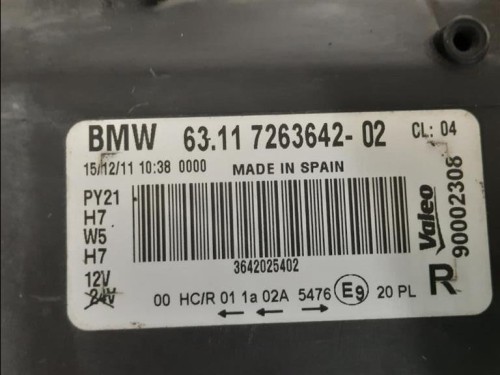 BMW 63.11 7263642-02 CL: 04
15/12/11 10:38 0000 MADE IN SPAIN
PY21
H7
W5
H7
12V
24V
3642025402
00 HC/R 01 1a 02A 5476 E9 20 PL
← ← →
Valeo
90002308
R